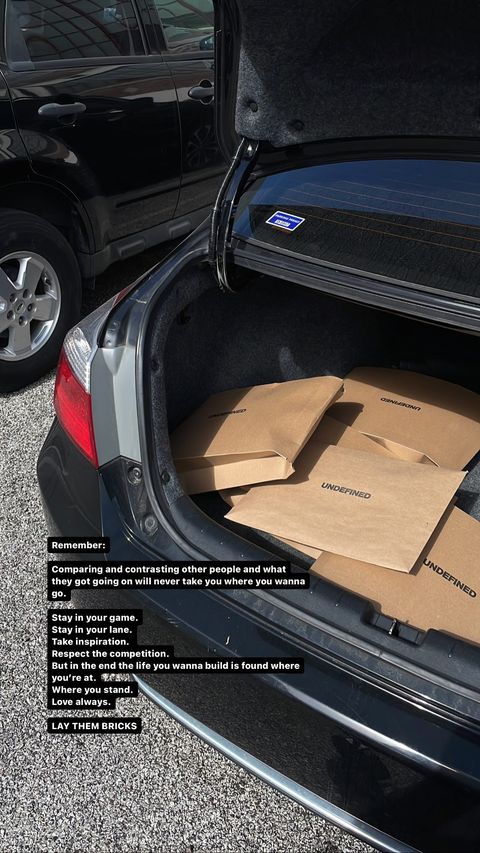 UNDEFINED
UNDEFINED
UNDEFINED
UNDEFINED
Remember:
Comparing and contrasting other people and what
they got going on will never take you where you wanna
go.
Stay in your game.
Stay in your lane.
Take inspiration.
Respect the competition.
But in the end the life you wanna build is found where
you're at.
Where you stand.
Love always.
LAY THEM BRICKS